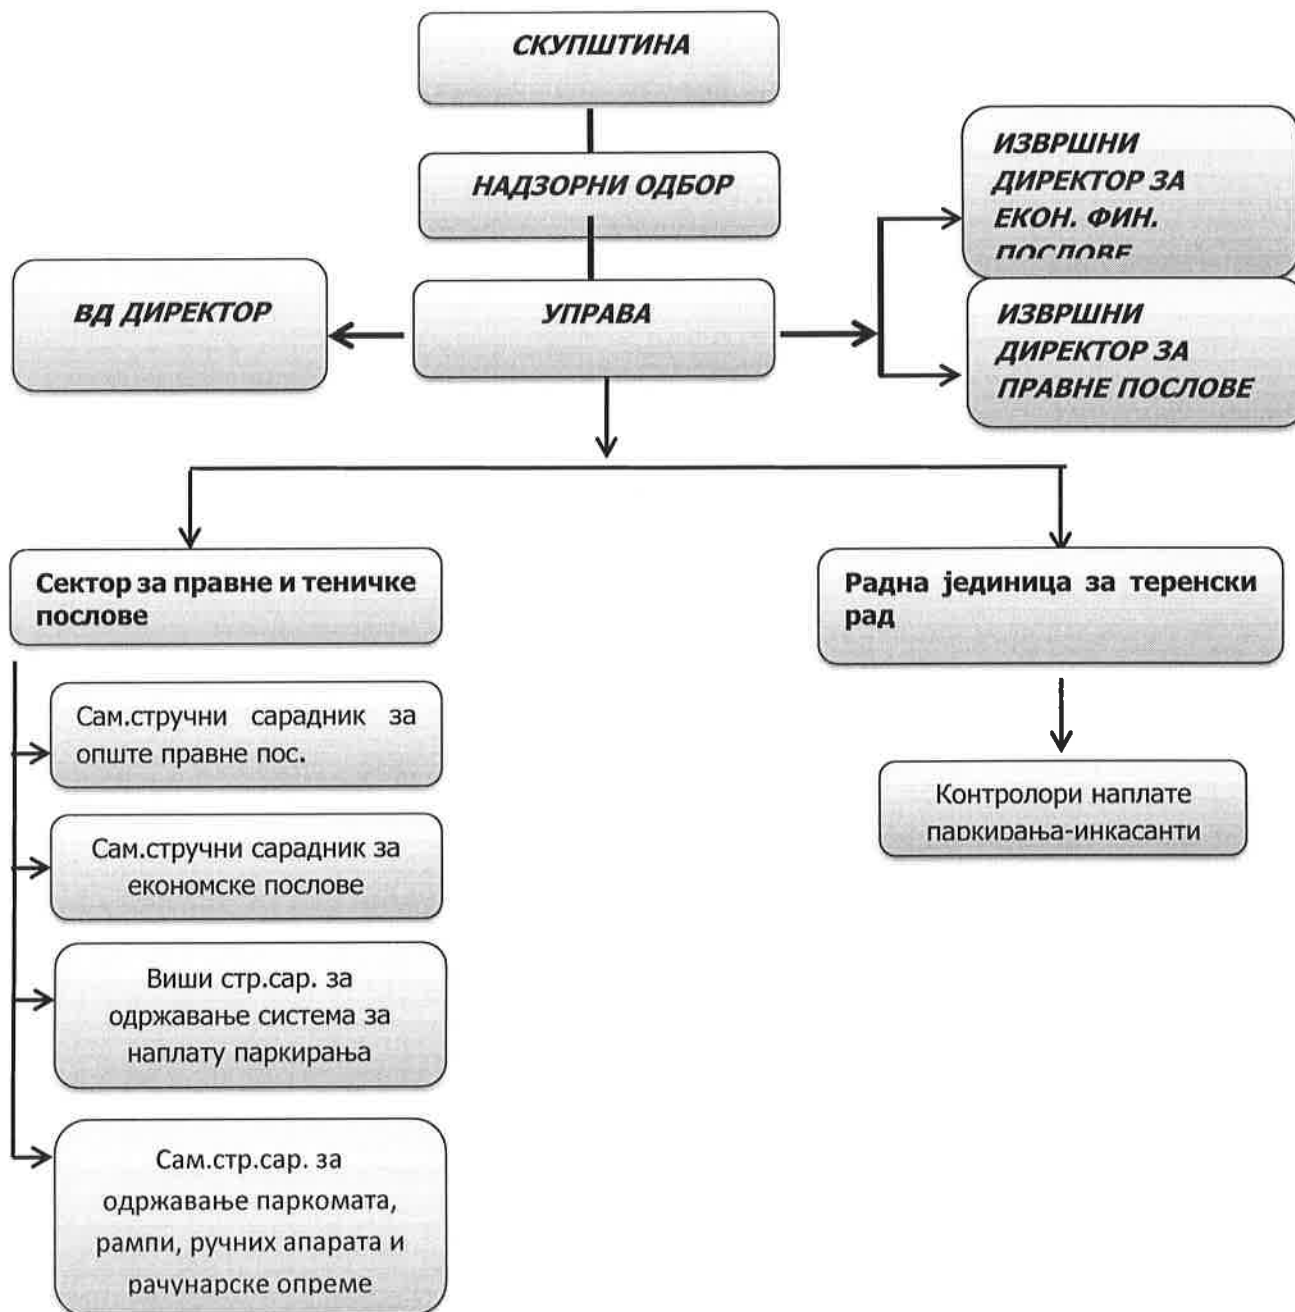 СКУПШТИНА
НАДЗОРНИ ОДБОР
ИЗВРШНИ
ДИРЕКТОР ЗА
ЕКОН. ФИН.
ПОСЛОВЕ
ВД ДИРЕКТОР
УПРАВА
ИЗВРШНИ
ДИРЕКТОР ЗА
ПРАВНЕ ПОСЛОВЕ
Сектор за правне и теничке
послове
Радна јединица за теренски
рад
Сам.стручни сарадник за
опште правне пос.
Сам.стручни сарадник за
економске послове
Виши стр.сар. за
одржавање система за
наплату паркирања
Сам.стр.сар. за
одржавање паркомата,
рампи, ручних апарата и
рачунарске опреме
Контролори наплате
паркирања-инкасанти